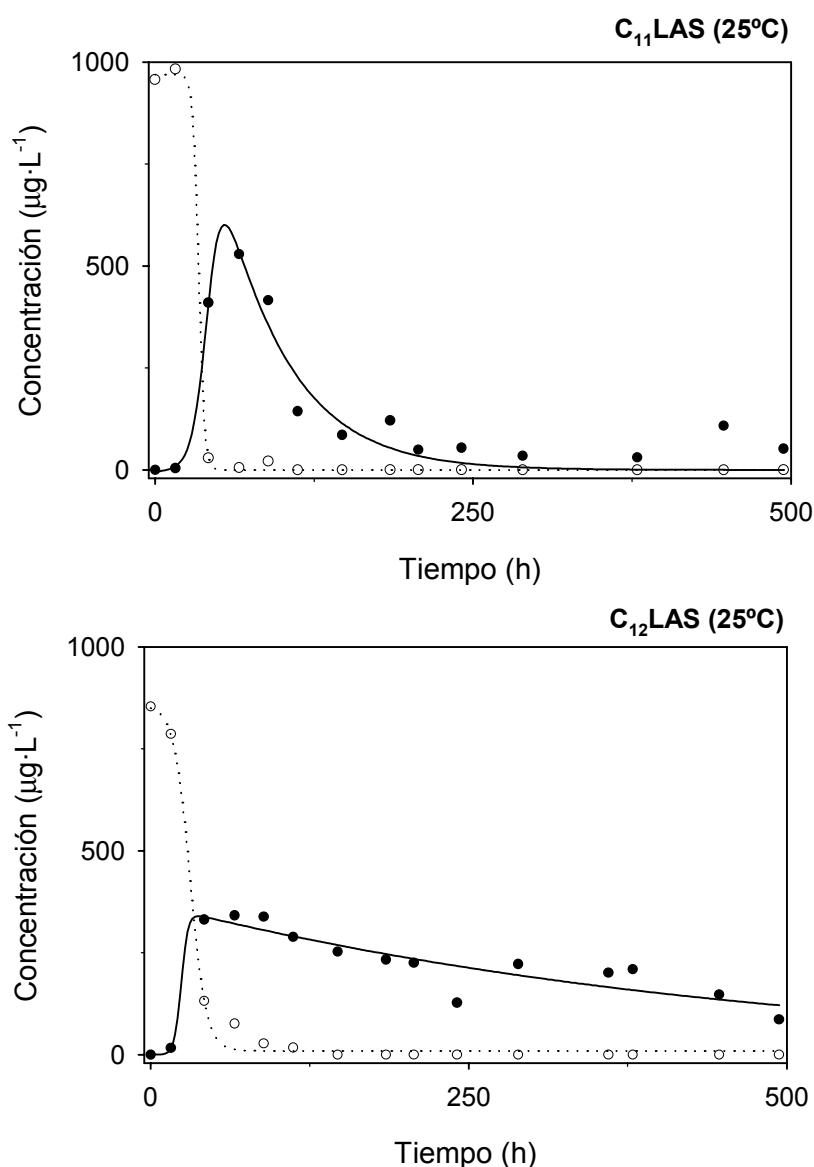 C₁₁LAS (25ºC)
1000
500
0
Concentración (μg·L⁻¹)
0
250
500
Tiempo (h)
C₁₂LAS (25ºC)
1000
500
0
Concentración (μg·L⁻¹)
0
250
500
Tiempo (h)